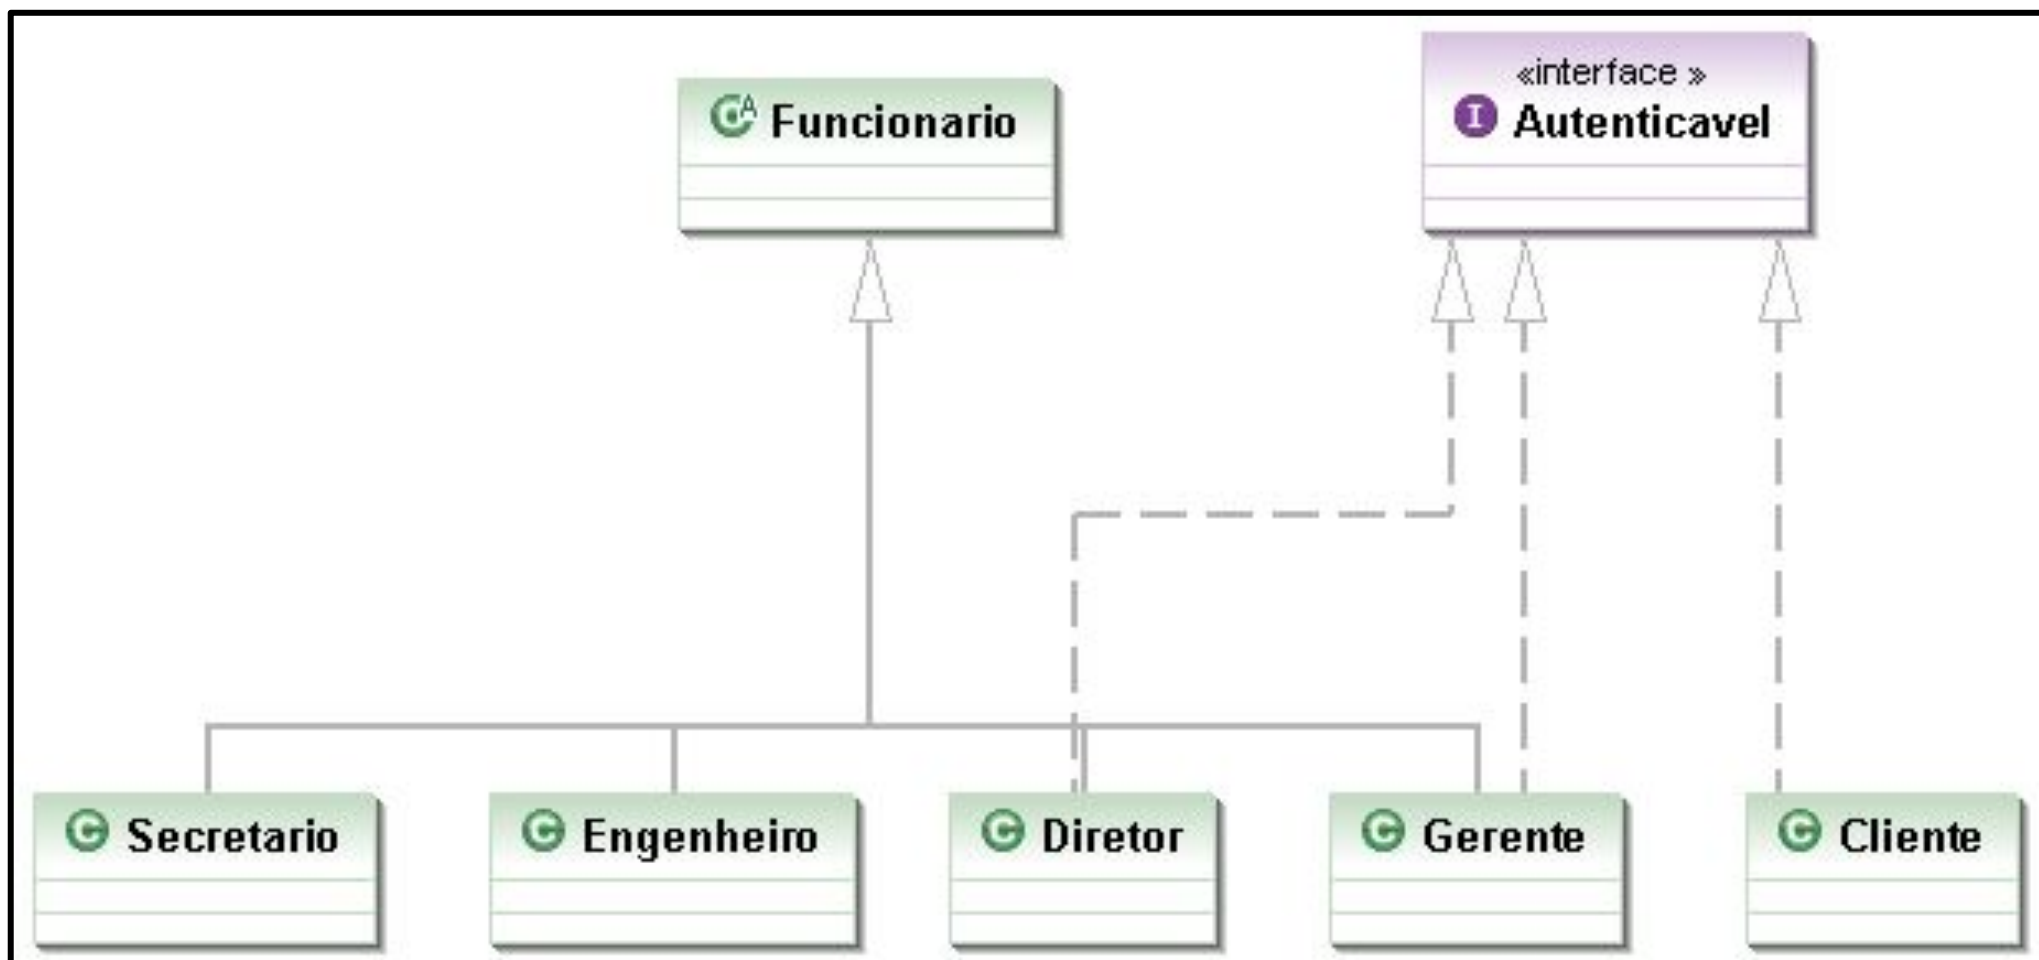 «interface »
Funcionario
Autenticavel
Secretario
Engenheiro
Diretor
Gerente
Cliente